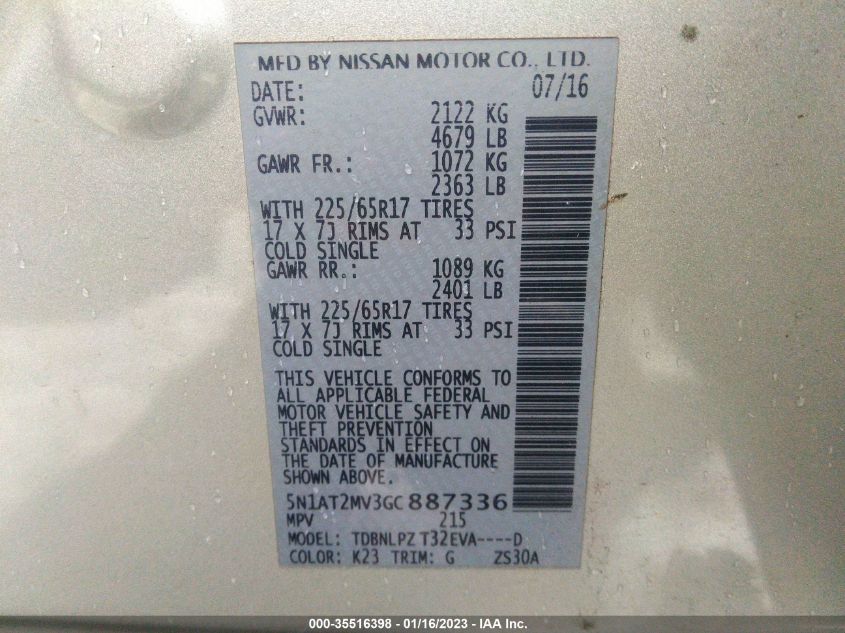 MFD BY NISSAN MOTOR CO., LTD.
DATE: 07/16
GVWR: 2122 KG
4679 LB
GAWR FR.: 1072 KG
2363 LB
WITH 225/65R17 TIRES
17 X 7J RIMS AT 33 PSI
COLD SINGLE
GAWR RR.: 1089 KG
2401 LB
WITH 225/65R17 TIRES
17 X 7J RIMS AT 33 PSI
COLD SINGLE
THIS VEHICLE CONFORMS TO
ALL APPLICABLE FEDERAL
MOTOR VEHICLE SAFETY AND
THEFT PREVENTION
STANDARDS IN EFFECT ON
THE DATE OF MANUFACTURE
SHOWN ABOVE.
5N1AT2MV3GC887336
MPV 215
MODEL: TDBNLPZ T32EVA----D
COLOR: K23 TRIM: G ZS30A
000-35516398 - 01/16/2023 - IAA Inc.